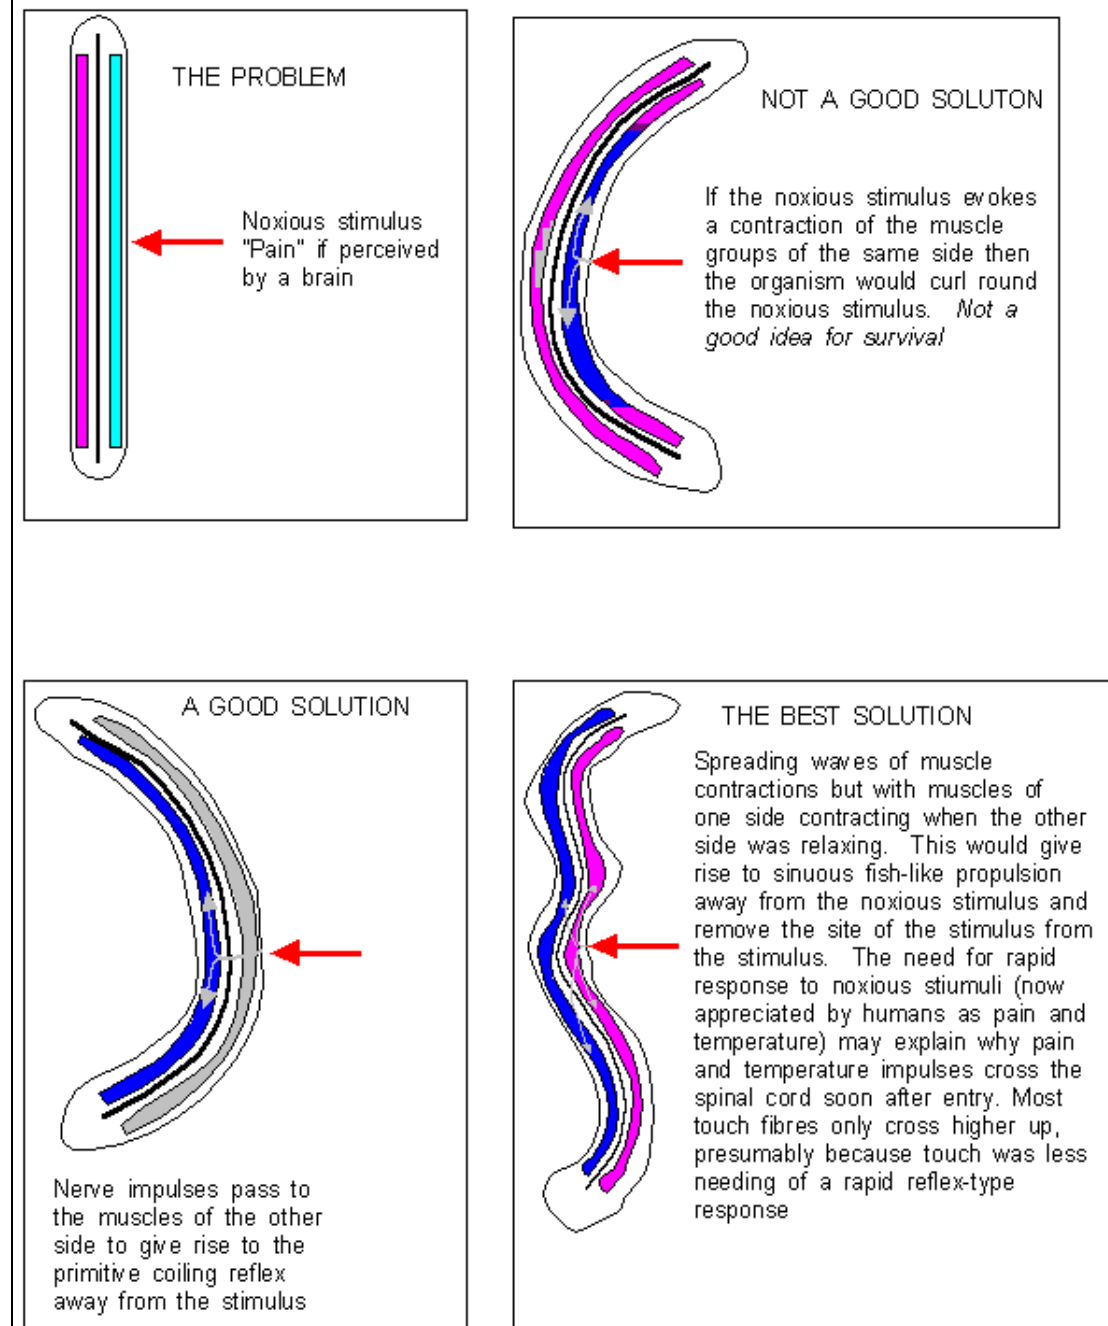 THE PROBLEM
Noxious stimulus
"Pain" if perceived
by a brain
NOT A GOOD SOLUTON
If the noxious stimulus evokes
a contraction of the muscle
groups of the same side then
the organism would curl round
the noxious stimulus. Not a
good idea for survival
A GOOD SOLUTION
Nerve impulses pass to
the muscles of the other
side to give rise to the
primitive coiling reflex
away from the stimulus
THE BEST SOLUTION
Spreading waves of muscle
contractions but with muscles of
one side contracting when the other
side was relaxing. This would give
rise to sinuous fish-like propulsion
away from the noxious stimulus and
remove the site of the stimulus from
the stimulus. The need for rapid
response to noxious stiumuli (now
appreciated by humans as pain and
temperature) may explain why pain
and temperature impulses cross the
spinal cord soon after entry. Most
touch fibres only cross higher up,
presumably because touch was less
needing of a rapid reflex-type
response